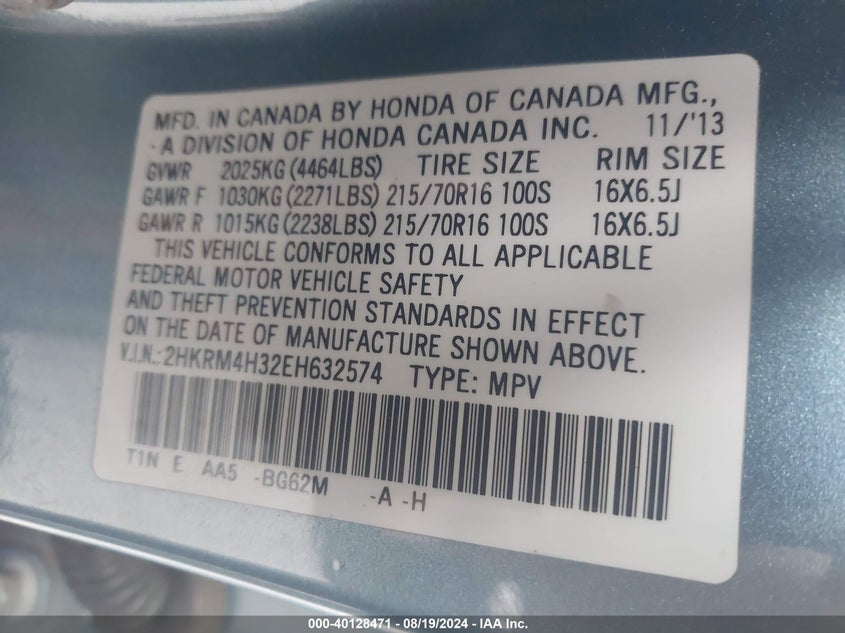 MFD. IN CANADA BY HONDA OF CANADA MFG.,
A DIVISION OF HONDA CANADA INC. 11/'13
GVWR 2025KG (4464LBS) TIRE SIZE RIM SIZE
GAWR F 1030KG (2271LBS) 215/70R16 100S 16X6.5J
GAWR R 1015KG (2238LBS) 215/70R16 100S 16X6.5J
THIS VEHICLE CONFORMS TO ALL APPLICABLE
FEDERAL MOTOR VEHICLE SAFETY
AND THEFT PREVENTION STANDARDS IN EFFECT
ON THE DATE OF MANUFACTURE SHOWN ABOVE.
V.I.N.: 2HKRM4H32EH632574 TYPE: MPV
T1N E AA5 -BG62M -A -H
000-40128471 - 08/19/2024 - IAA Inc.